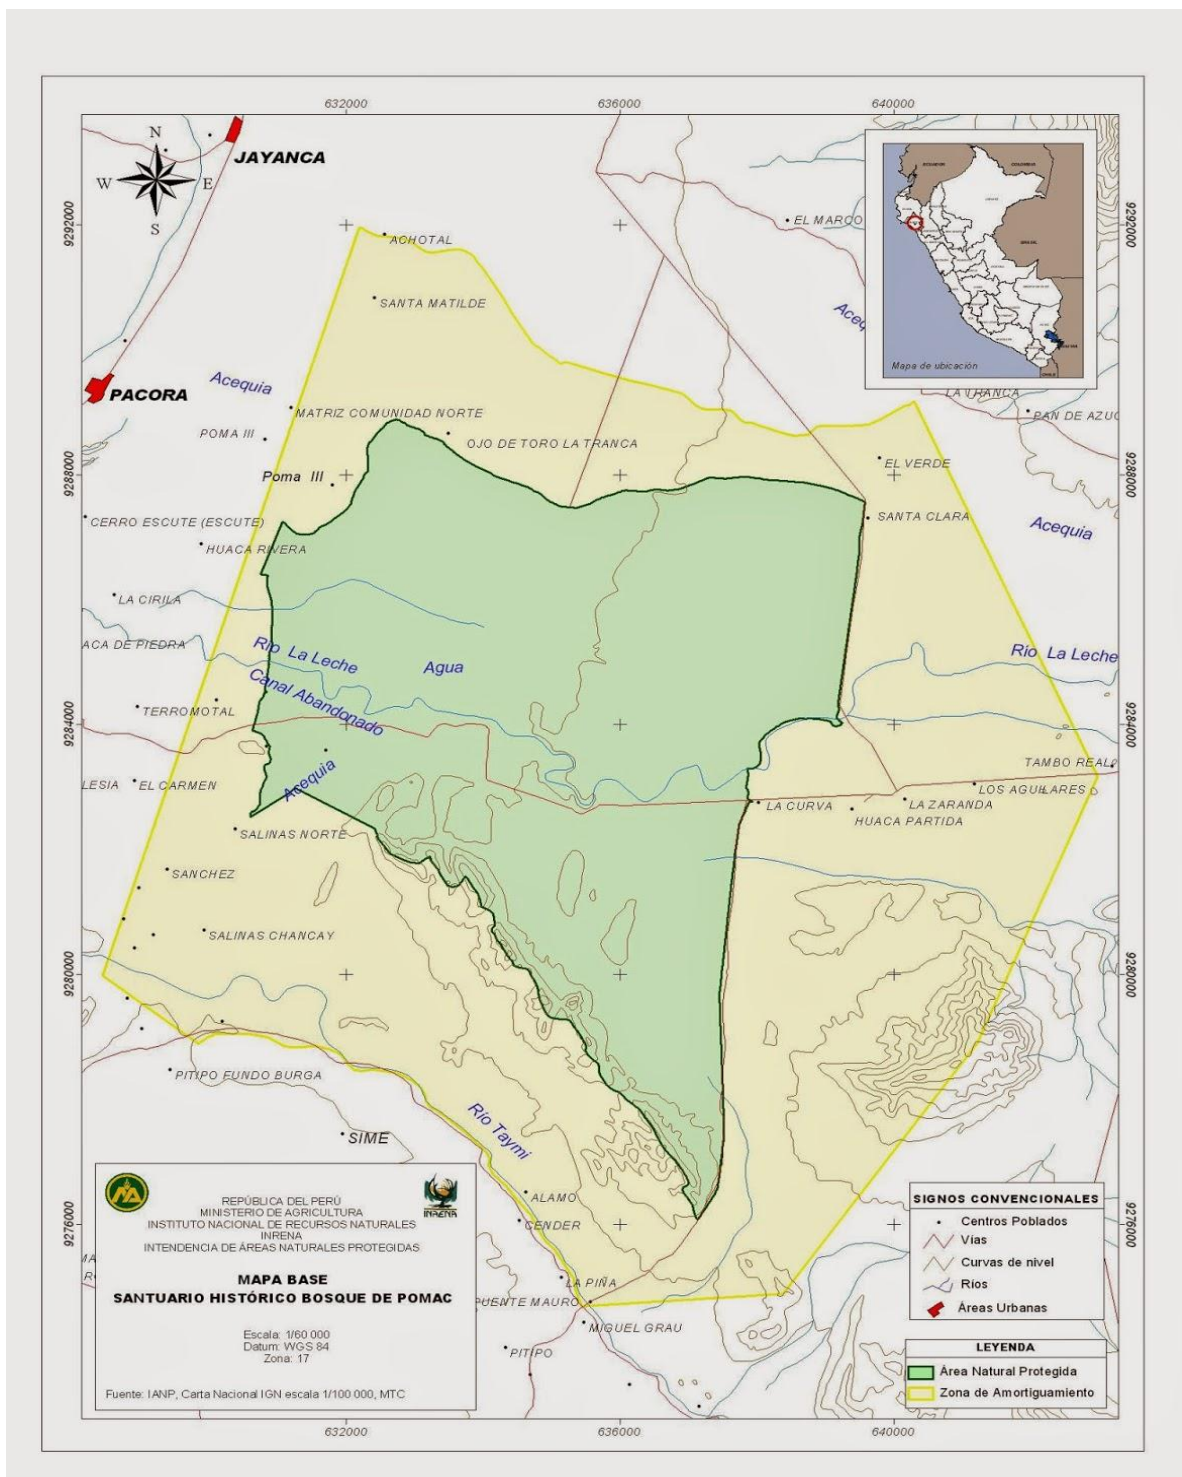 632000
636000
640000
N
W
E
S
JAYANCA
9292000
9292000
EL MARCO
ACHOTAL
SANTA MATILDE
Mapa de ubicación
PACORA
Acequia
LA TRANCA
MATRIZ COMUNIDAD NORTE
POMA III
OJO DE TORO LA TRANCA
EL VERDE
Poma III
9288000
9288000
CERRO ESCUTE (ESCUTE)
SANTA CLARA
Acequia
HUACA RIVERA
LA CIRILA
ACA DE PIEDRA
Rio La Leche
Agua
Rio La Leche
Canal Abandonado
TERROMOTAL
9284000
9284000
TAMBO REAL
LESIA
EL CARMEN
Acequia
LOS AGUILARES
LA CURVA
LA ZARANDA
HUACA PARTIDA
SALINAS NORTE
SANCHEZ
SALINAS CHANCAY
9280000
9280000
PITIPO FUNDO BURGA
Río Taymi
SIME
ALAMO
CENDER
9276000
9276000
LA PIÑA
PUENTE MAURO
MIGUEL GRAU
PITIPO
INRENA
REPÚBLICA DEL PERÚ
MINISTERIO DE AGRICULTURA
INSTITUTO NACIONAL DE RECURSOS NATURALES
INRENA
INTENDENCIA DE ÁREAS NATURALES PROTEGIDAS
MAPA BASE
SANTUARIO HISTÓRICO BOSQUE DE POMAC
Escala: 1/60 000
Datum: WGS 84
Zona: 17
Fuente: IANP, Carta Nacional IGN escala 1/100 000, MTC
SIGNOS CONVENCIONALES
Centros Poblados
Vías
Curvas de nivel
Ríos
Áreas Urbanas
LEYENDA
Área Natural Protegida
Zona de Amortiguamiento
632000
636000
640000